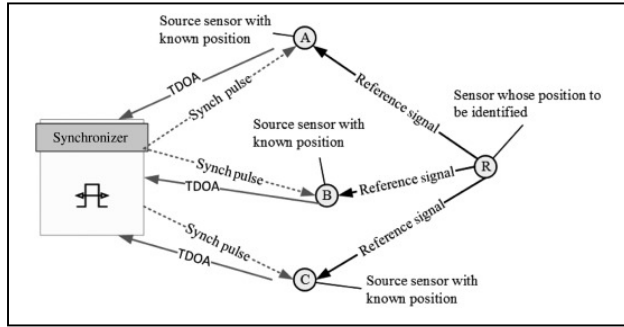 Source sensor with
known position
A
TDOA
Synch pulse
Reference signal
Sensor whose position to
be identified
Synchronizer
Source sensor with
known position
Synch pulse
TDOA
B
Reference signal
R
Synch pulse
TDOA
Reference signal
C
Source sensor with
known position